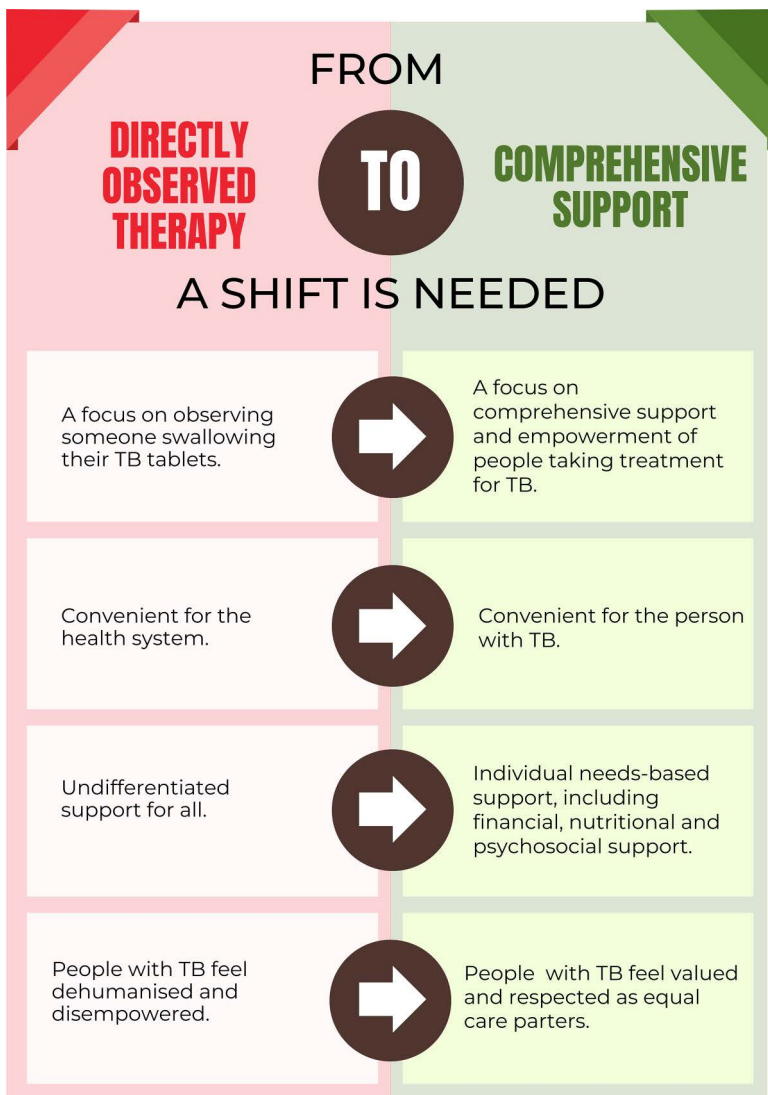 FROM
DIRECTLY
OBSERVED
THERAPY
TO
COMPREHENSIVE
SUPPORT
A SHIFT IS NEEDED
A focus on observing
someone swallowing
their TB tablets.
A focus on
comprehensive support
and empowerment of
people taking treatment
for TB.
Convenient for the
health system.
Convenient for the person
with TB.
Undifferentiated
support for all.
Individual needs-based
support, including
financial, nutritional and
psychosocial support.
People with TB feel
dehumanised and
disempowered.
People  with TB feel valued
and respected as equal
care parters.